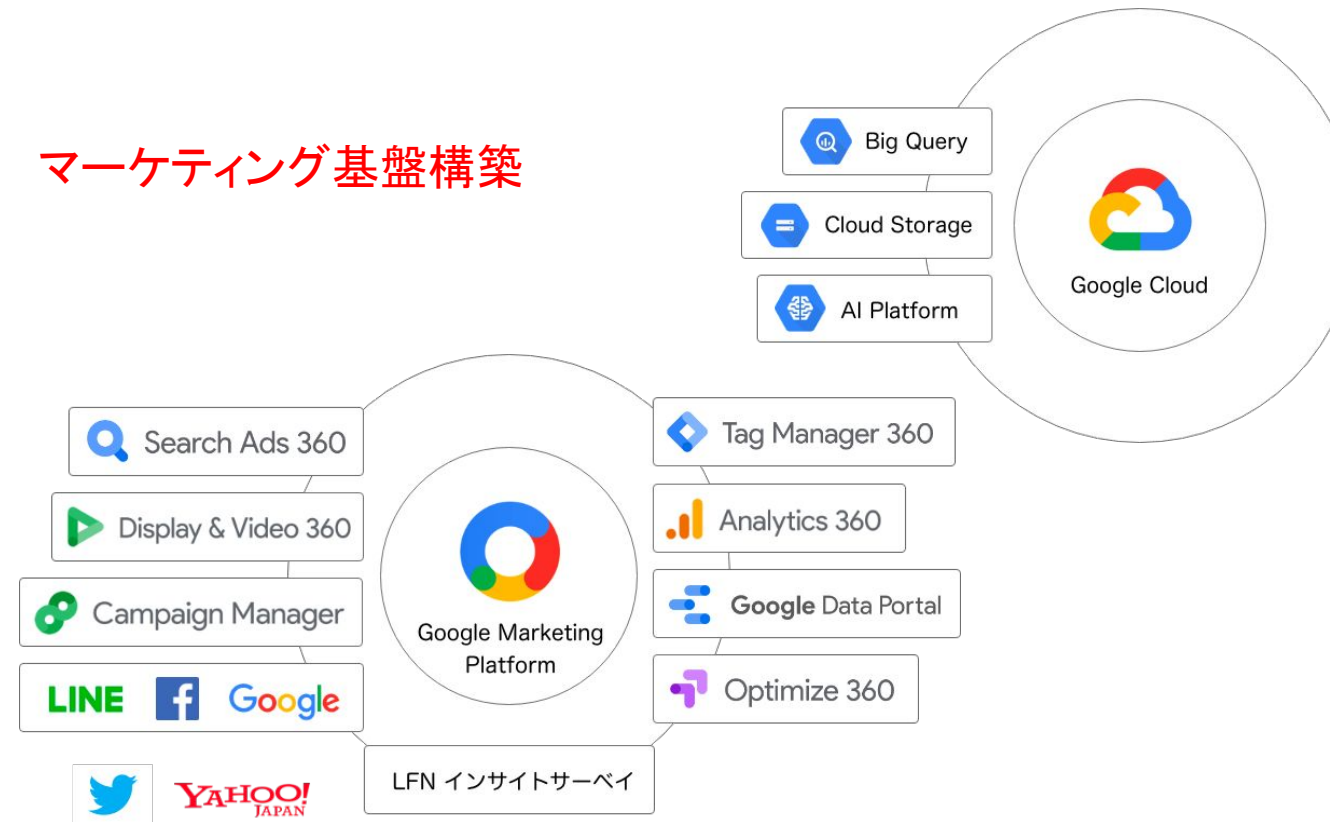 マーケティング基盤構築
Big Query
Cloud Storage
AI Platform
Google Cloud
Search Ads 360
Display & Video 360
Campaign Manager
LINE f Google
Google Marketing
Platform
Tag Manager 360
Analytics 360
Google Data Portal
Optimize 360
LFN インサイトサーベイ
YAHOO!
JAPAN